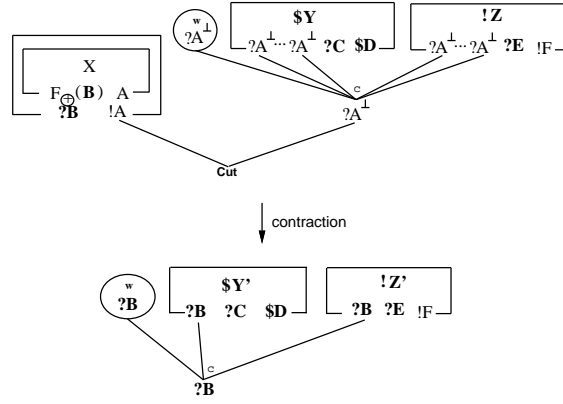 w
?A⊥
$Y
?A⊥...?A⊥ ?C $D
!Z
?A⊥...?A⊥ ?E !F
X
F⊕(B) A
?B !A
c
?A⊥
Cut
contraction
w
?B
$Y'
?B ?C $D
!Z'
?B ?E !F
c
?B